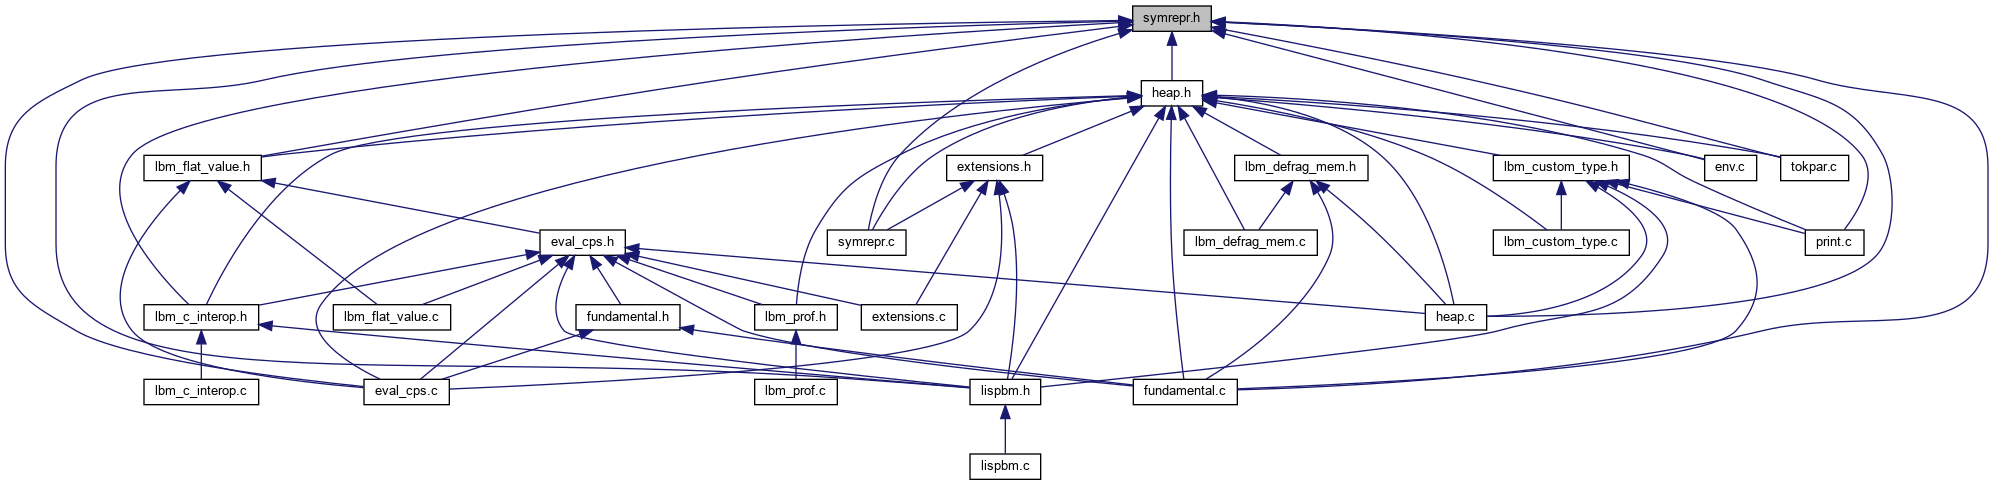 symrepr.h
heap.h
lbm_flat_value.h
extensions.h
lbm_defrag_mem.h
lbm_custom_type.h
env.c
tokpar.c
eval_cps.h
symrepr.c
lbm_defrag_mem.c
lbm_custom_type.c
print.c
lbm_c_interop.h
lbm_flat_value.c
fundamental.h
lbm_prof.h
extensions.c
heap.c
lbm_c_interop.c
eval_cps.c
lbm_prof.c
lispbm.h
fundamental.c
lispbm.c